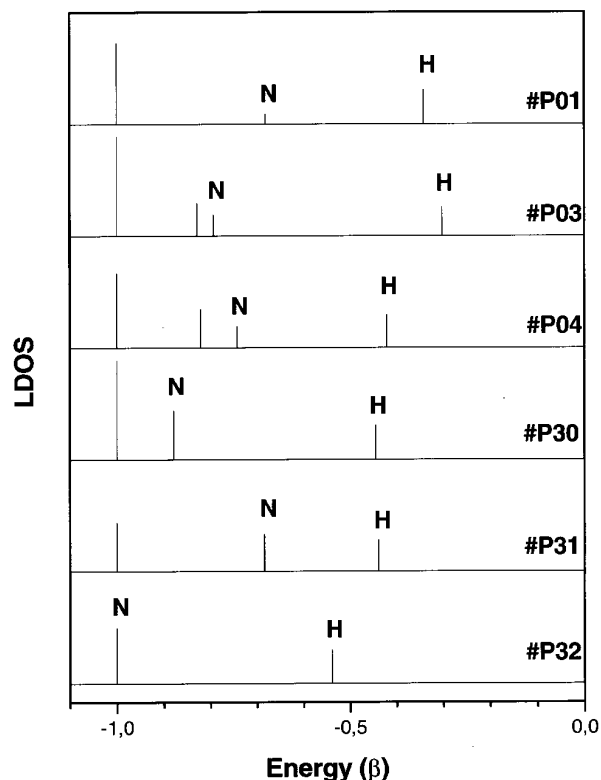 H
N
#P01
N
H
#P03
N
H
#P04
N
H
#P30
N
H
#P31
N
H
#P32
LDOS
-1,0
-0,5
0,0
Energy (β)